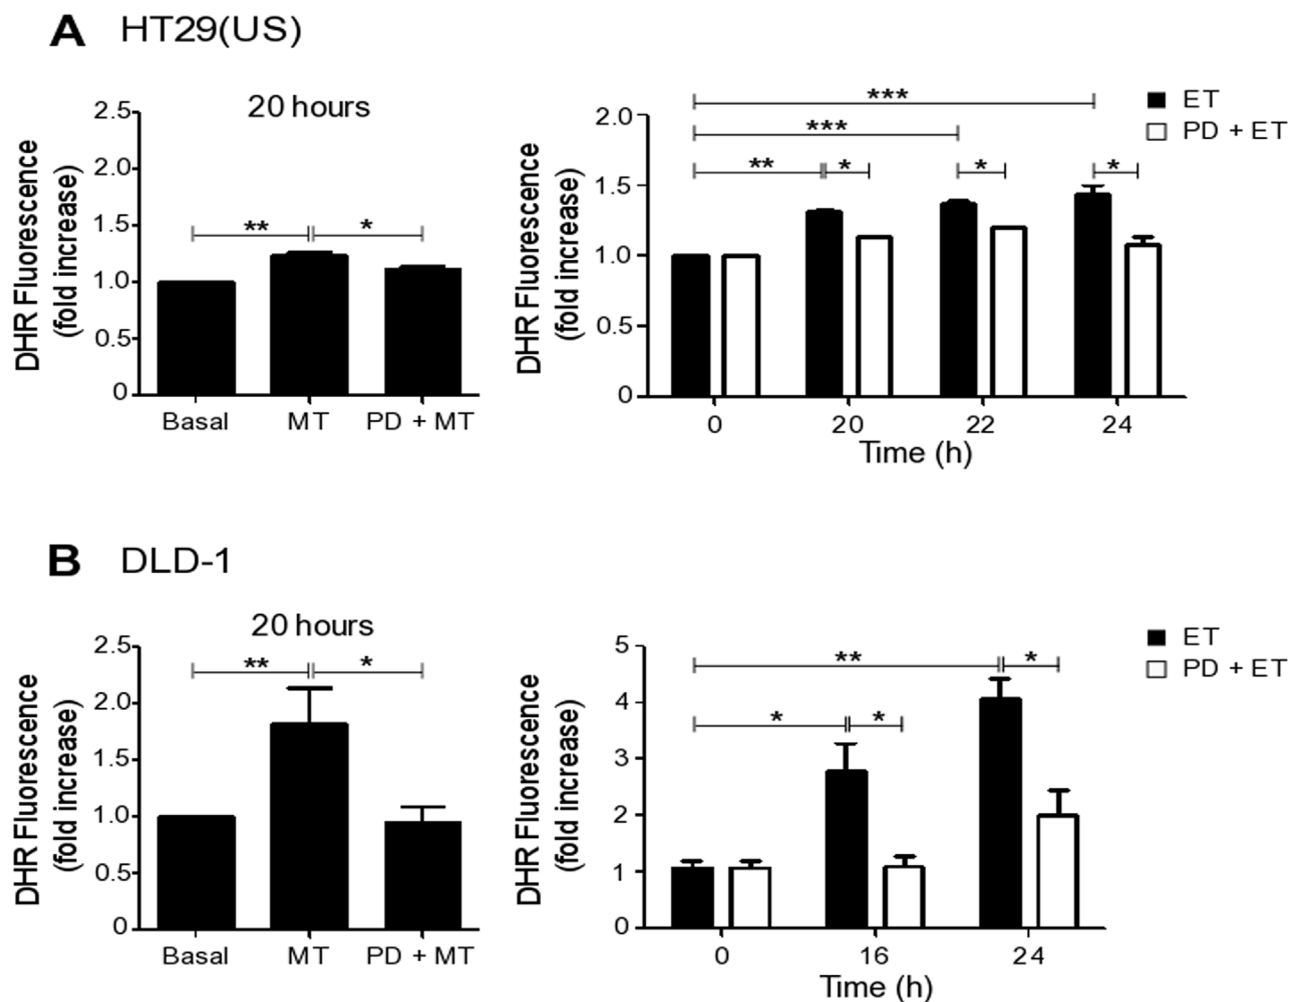 A HT29(US)
20 hours
DHR Fluorescence
(fold increase)
2.5
2.0
1.5
1.0
0.5
0
** *
Basal MT PD + MT
DHR Fluorescence
(fold increase)
2.0
1.5
1.0
0.5
0
***
***
** * * *
0 20 22 24
Time (h)
ET
PD + ET
B DLD-1
20 hours
DHR Fluorescence
(fold increase)
2.5
2.0
1.5
1.0
0.5
0
** *
Basal MT PD + MT
DHR Fluorescence
(fold increase)
5
4
3
2
1
0
** *
* *
0 16 24
Time (h)
ET
PD + ET